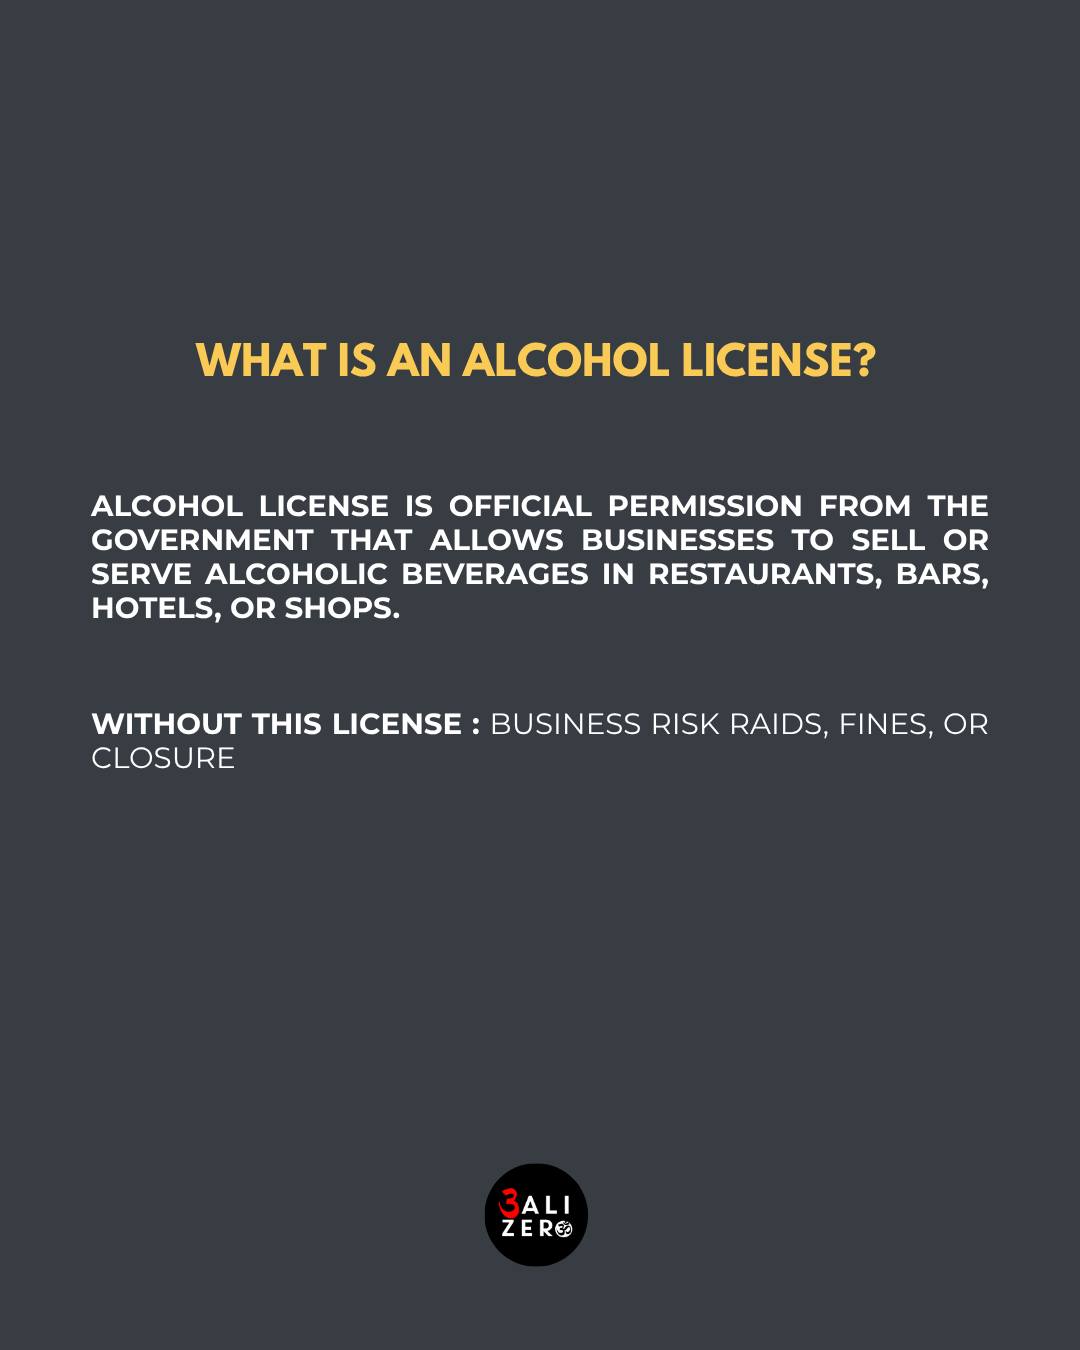 WHAT IS AN ALCOHOL LICENSE?
ALCOHOL LICENSE IS OFFICIAL PERMISSION FROM THE
GOVERNMENT THAT ALLOWS BUSINESSES TO SELL OR
SERVE ALCOHOLIC BEVERAGES IN RESTAURANTS, BARS,
HOTELS, OR SHOPS.
WITHOUT THIS LICENSE : BUSINESS RISK RAIDS, FINES, OR
CLOSURE
3ALI
ZERO